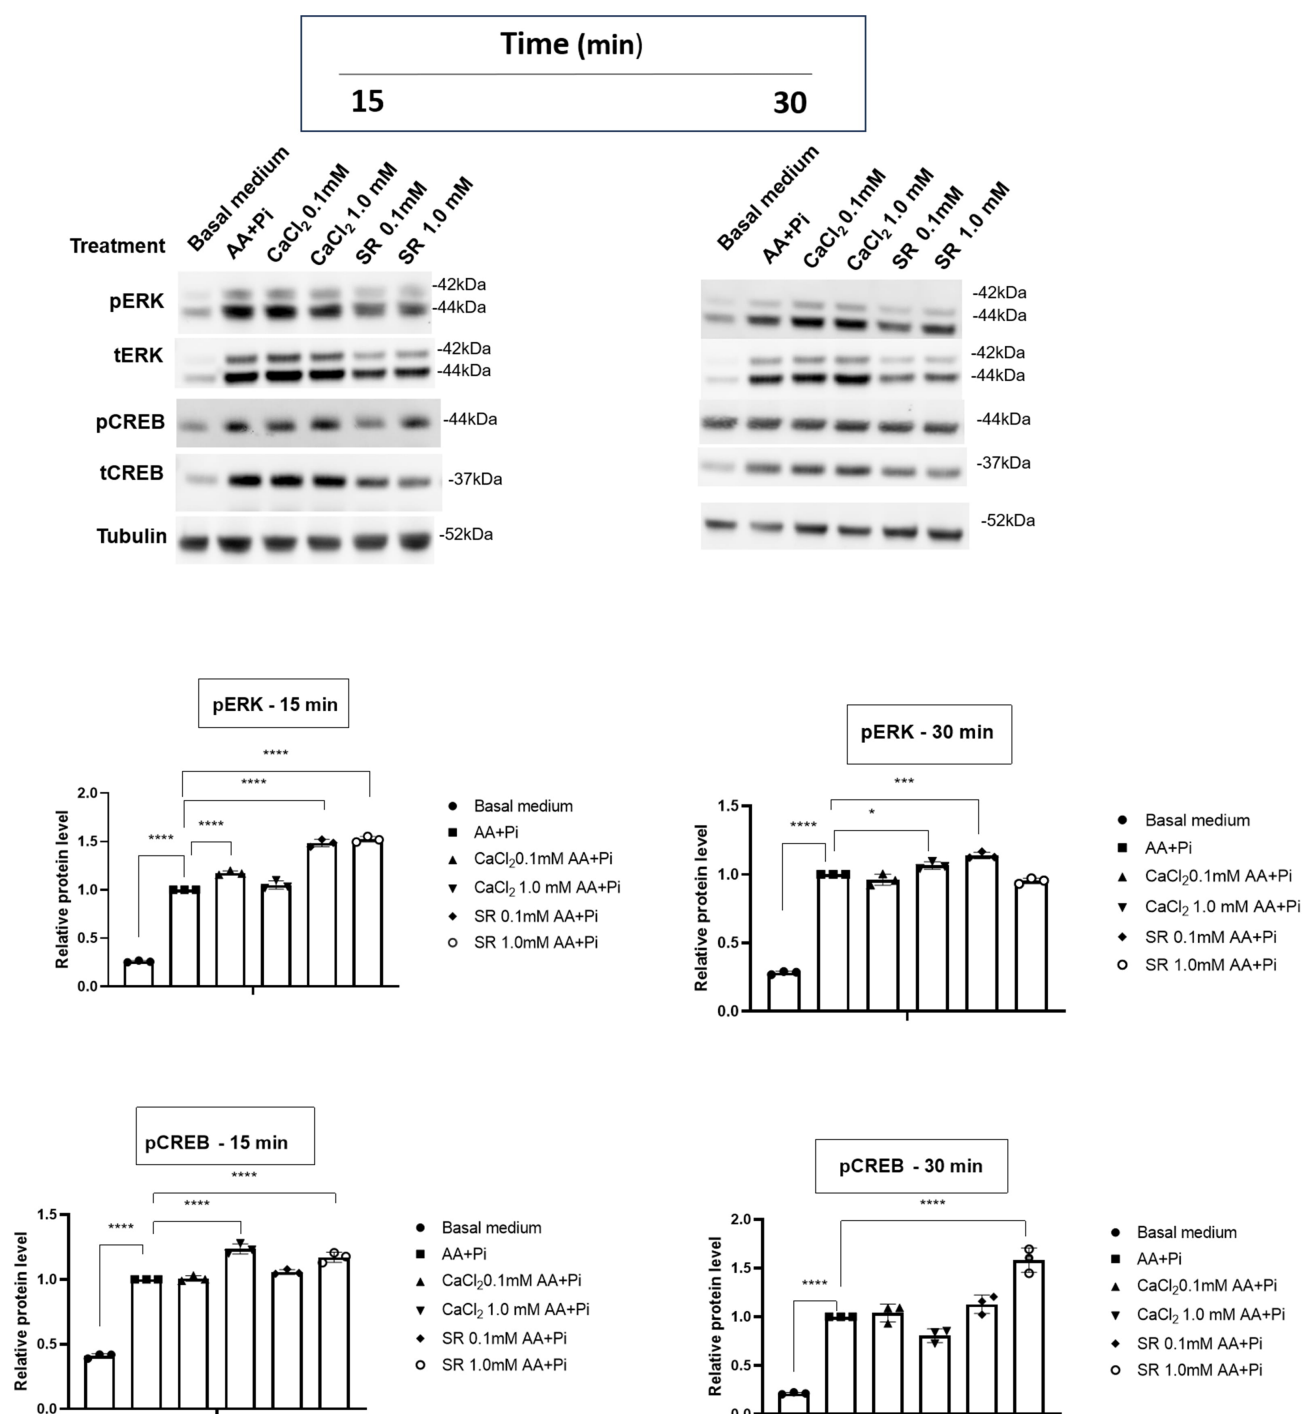 Time (min)
15 30
Basal medium
AA+Pi
CaCl2 0.1mM
CaCl2 1.0 mM
SR 0.1mM
SR 1.0 mM
Basal medium
AA+Pi
CaCl2 0.1mM
CaCl2 1.0 mM
SR 0.1mM
SR 1.0 mM
Treatment
pERK
-42kDa
-44kDa
-42kDa
-44kDa
tERK
-42kDa
-44kDa
-42kDa
-44kDa
pCREB
-44kDa
-44kDa
tCREB
-37kDa
-37kDa
Tubulin
-52kDa
-52kDa
pERK - 15 min
****
****
****
****
Relative protein level
2.0
1.5
1.0
0.5
0.0
Basal medium
AA+Pi
CaCl2 0.1mM AA+Pi
CaCl2 1.0 mM AA+Pi
SR 0.1mM AA+Pi
SR 1.0mM AA+Pi
pERK - 30 min
***
*
****
Relative protein level
1.5
1.0
0.5
0.0
Basal medium
AA+Pi
CaCl2 0.1mM AA+Pi
CaCl2 1.0 mM AA+Pi
SR 0.1mM AA+Pi
SR 1.0mM AA+Pi
pCREB - 15 min
****
****
****
Relative protein level
1.5
1.0
0.5
0.0
Basal medium
AA+Pi
CaCl2 0.1mM AA+Pi
CaCl2 1.0 mM AA+Pi
SR 0.1mM AA+Pi
SR 1.0mM AA+Pi
pCREB - 30 min
****
****
Relative protein level
2.0
1.5
1.0
0.5
0.0
Basal medium
AA+Pi
CaCl2 0.1mM AA+Pi
CaCl2 1.0 mM AA+Pi
SR 0.1mM AA+Pi
SR 1.0mM AA+Pi